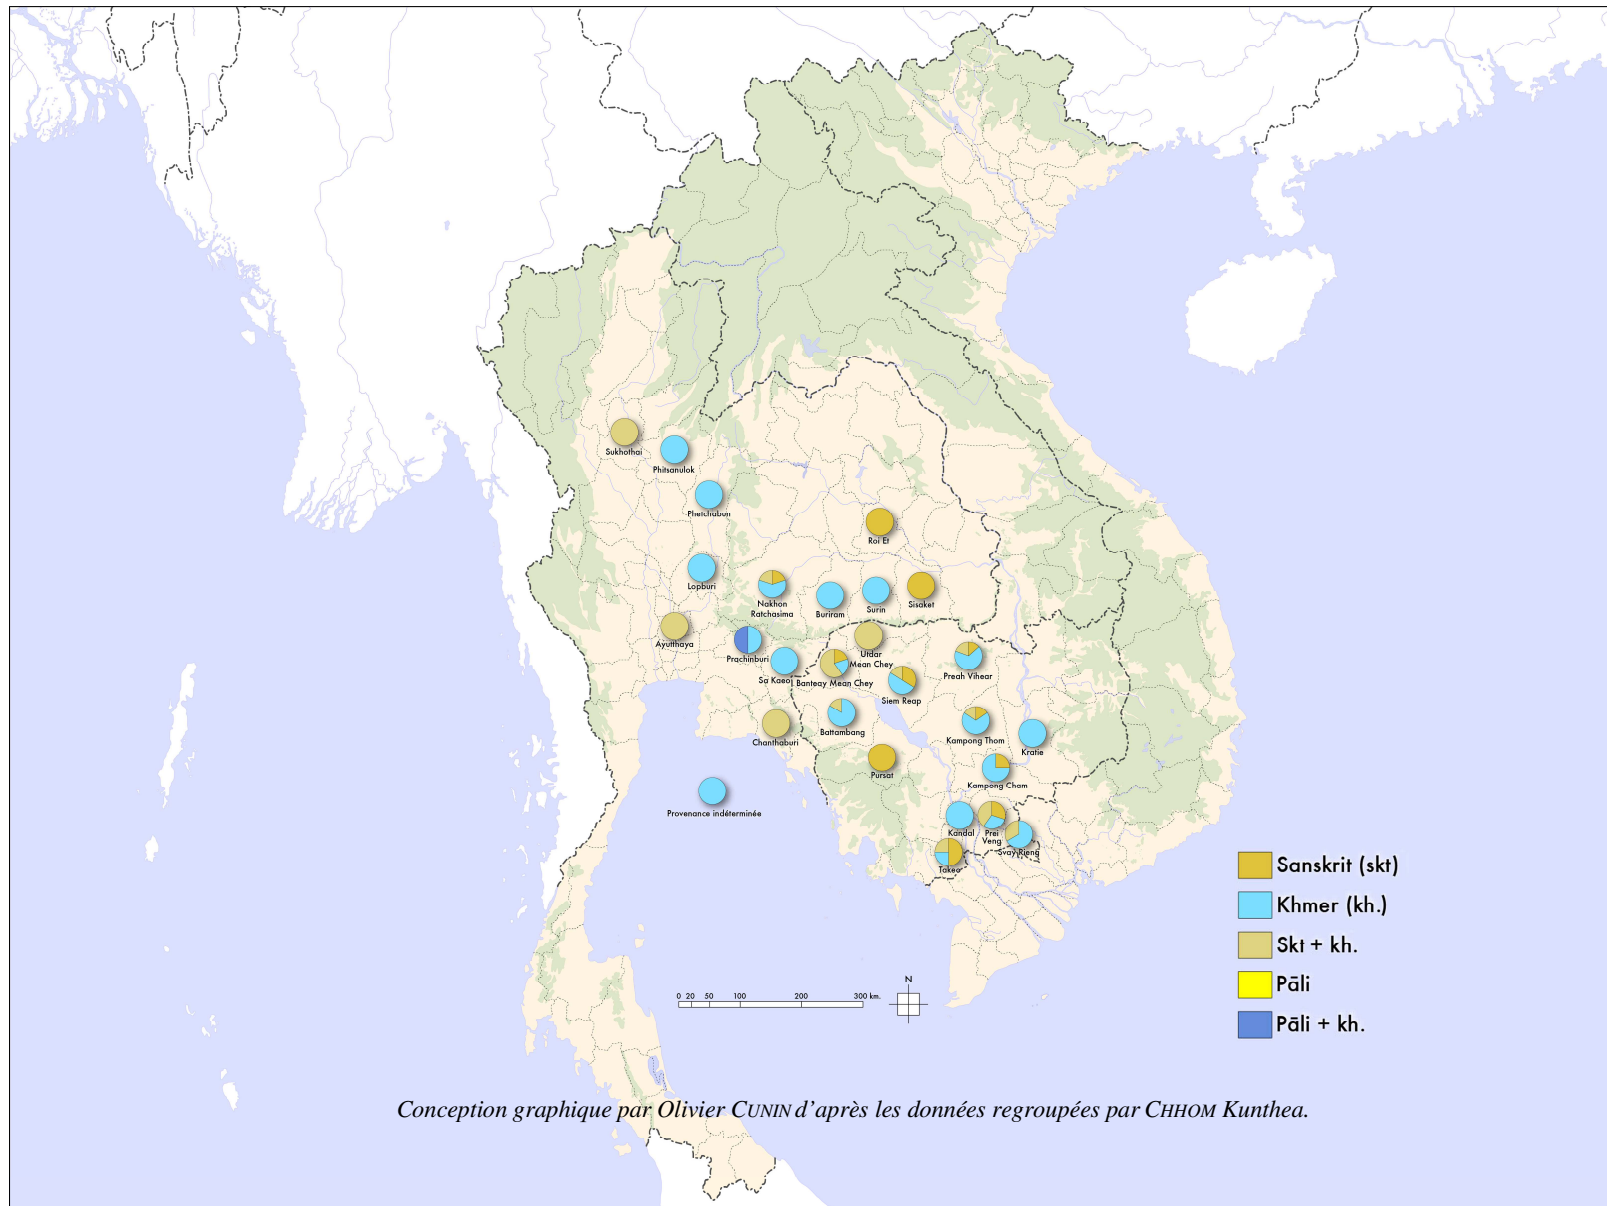 Sukhothai
Phitsanulok
Phetchabun
Roi Et
Lopburi
Nakhon
Ratchasima
Buriram
Surin
Sisaket
Ayutthaya
Prachinburi
Utdar
Mean Chey
Sa Kaeo
Banteay Mean Chey
Preah Vihear
Siem Reap
Chanthaburi
Battambang
Kampong Thom
Kratie
Pursat
Kampong Cham
Provenance indéterminée
Kandal
Prei
Veng
Svay Rieng
Takeo
Sanskrit (skt)
Khmer (kh.)
Skt + kh.
Pāli
Pāli + kh.
N
0 20 50 100 200 300 km.
Conception graphique par Olivier CUNIN d'après les données regroupées par CHHOM Kunthea.